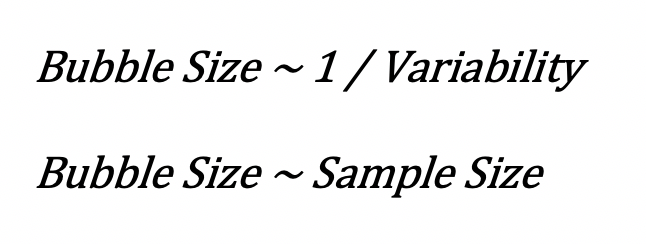 Bubble Size ~ 1 / Variability
Bubble Size ~ Sample Size